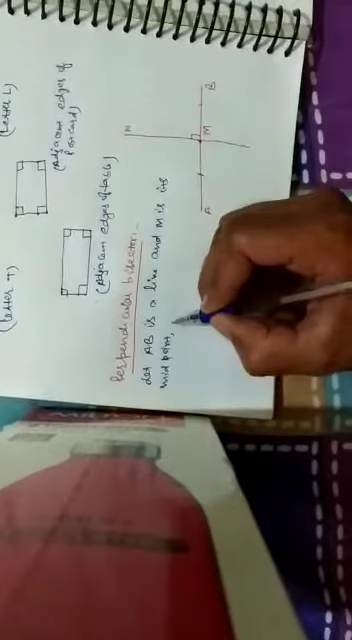 (Letter T)
(Letter L)
(Adjacent edges of table)
(Adjacent edges of
Postcard)
Perpendicular bisector:-
let AB is a line and M is its
mid point,
A
M
B
N